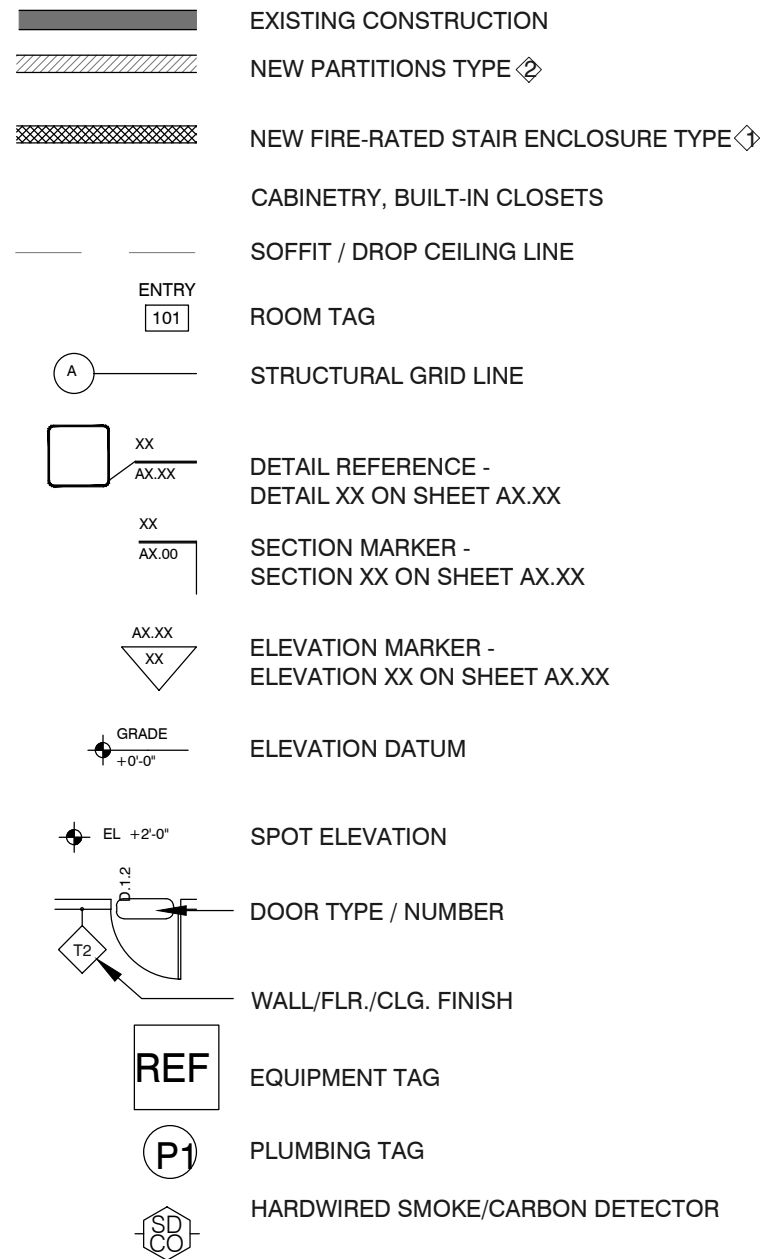 EXISTING CONSTRUCTION
NEW PARTITIONS TYPE 2
NEW FIRE-RATED STAIR ENCLOSURE TYPE 1
CABINETRY, BUILT-IN CLOSETS
SOFFIT / DROP CEILING LINE
ENTRY
101
ROOM TAG
A
STRUCTURAL GRID LINE
XX
AX.XX
DETAIL REFERENCE -
DETAIL XX ON SHEET AX.XX
XX
AX.00
SECTION MARKER -
SECTION XX ON SHEET AX.XX
AX.XX
XX
ELEVATION MARKER -
ELEVATION XX ON SHEET AX.XX
GRADE
+0'-0"
ELEVATION DATUM
EL +2'-0"
SPOT ELEVATION
D.1.2
DOOR TYPE / NUMBER
T2
WALL/FLR./CLG. FINISH
REF
EQUIPMENT TAG
P1
PLUMBING TAG
HARDWIRED SMOKE/CARBON DETECTOR
SD
CO